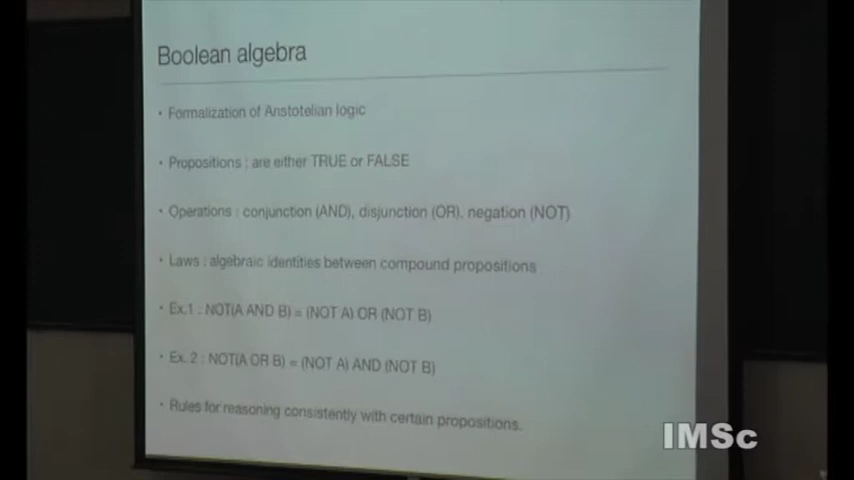 Boolean algebra
• Formalization of Aristotelian logic
• Propositions : are either TRUE or FALSE
• Operations : conjunction (AND), disjunction (OR), negation (NOT)
• Laws : algebraic identities between compound propositions
• Ex.1 : NOT(A AND B) = (NOT A) OR (NOT B)
• Ex. 2 : NOT(A OR B) = (NOT A) AND (NOT B)
• Rules for reasoning consistently with certain propositions.
IMSc